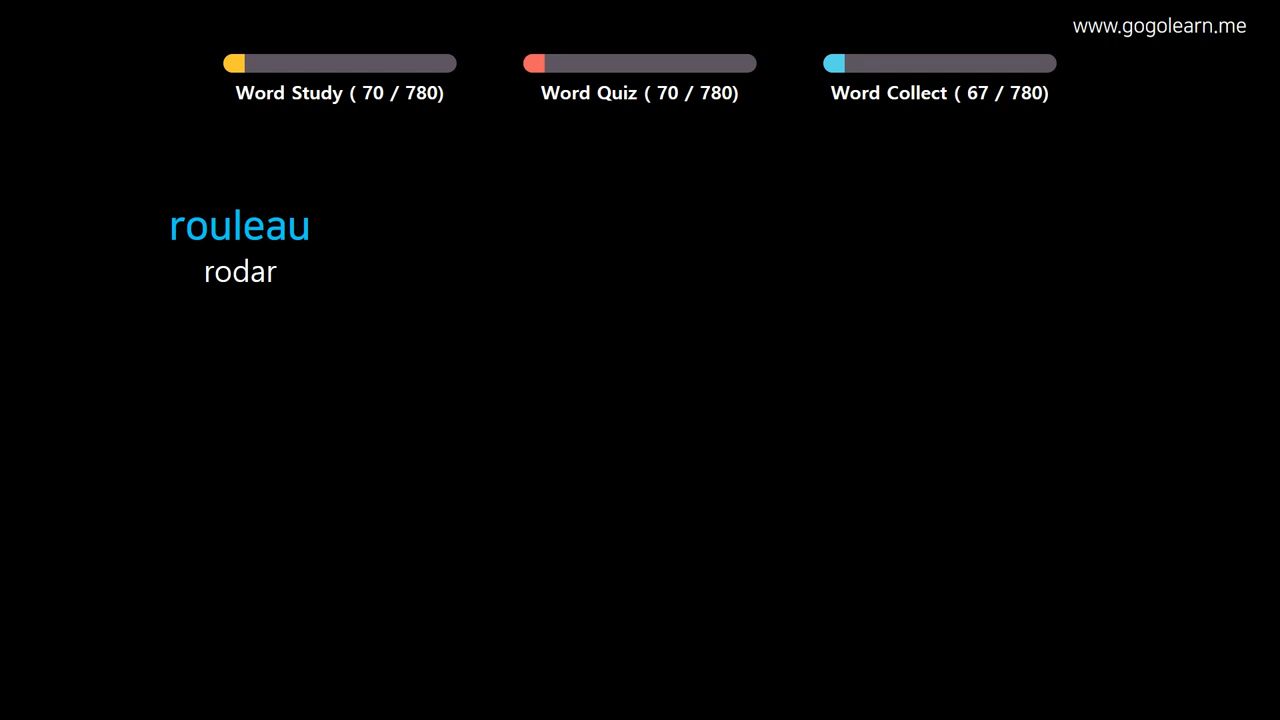 www.gogolearn.me
Word Study ( 70 / 780)
Word Quiz ( 70 / 780)
Word Collect ( 67 / 780)
rouleau
rodar